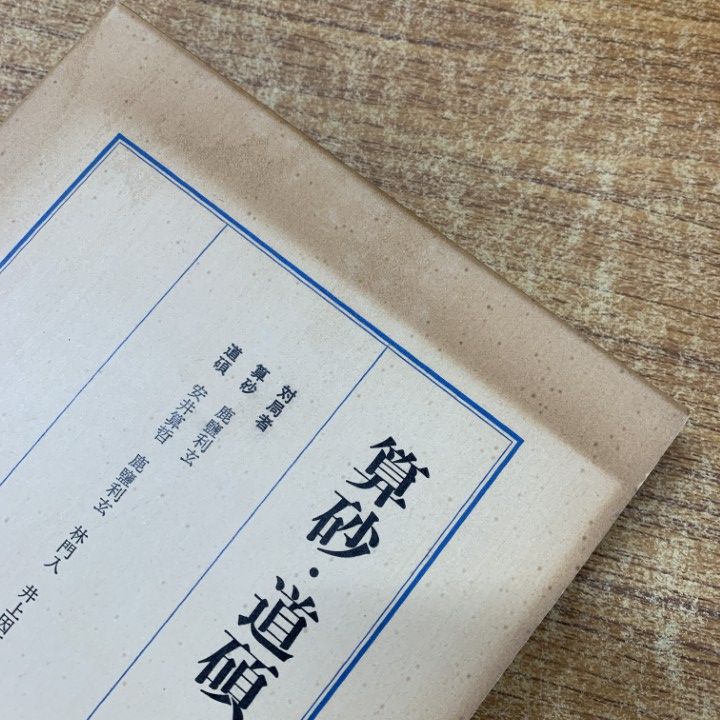 算砂・道碩
対局者
算砂 鹿鹽利玄
道碩 安井算哲 鹿鹽利玄 林門入 井上因